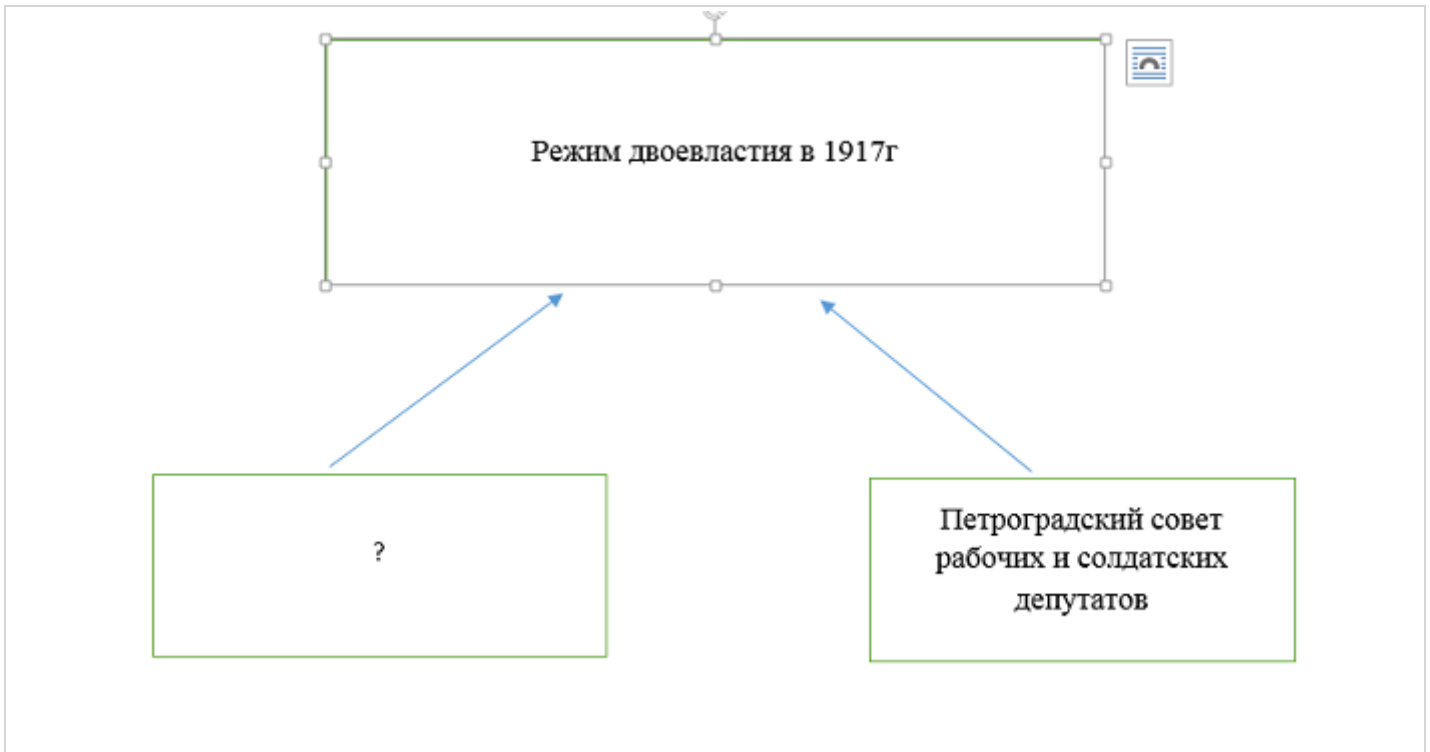 Режим двоевластия в 1917г
?
Петроградский совет
рабочих и солдатских
депутатов